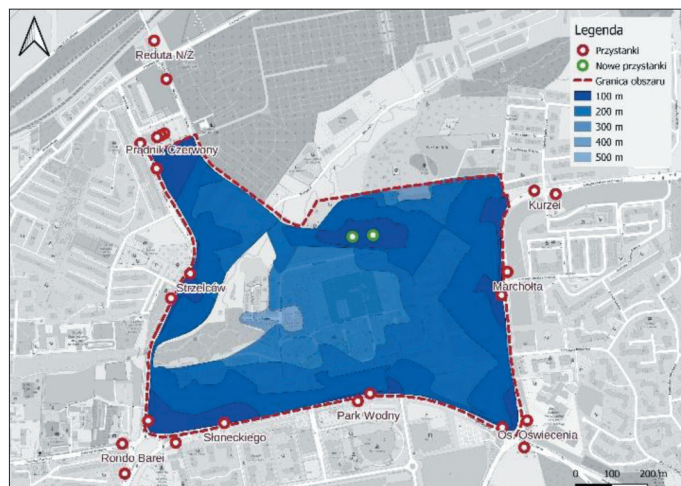 Legenda
Przystanki
Nowe przystanki
Granica obszaru
100 m
200 m
300 m
400 m
500 m
Reduta N/Ż
Prądnik Czerwony
Kurzei
Strzelców
Marchołta
Park Wodny
Słoneckiego
Os. Oświecenia
Rondo Barei
0 100 200 m